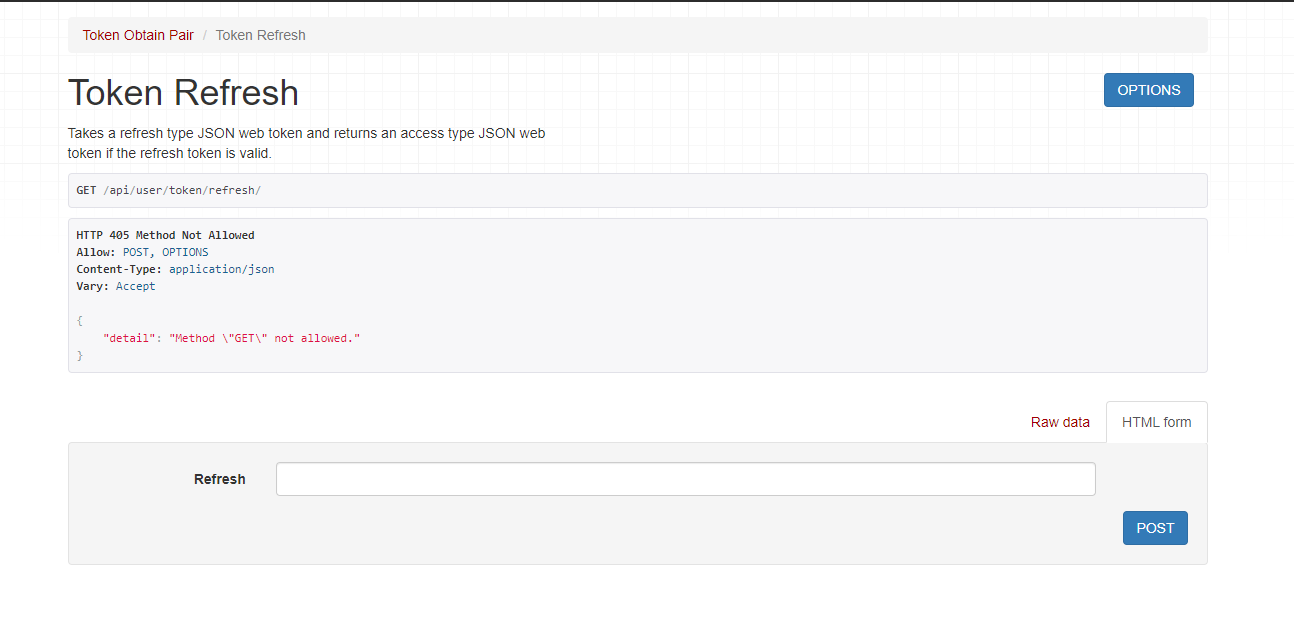 Token Obtain Pair / Token Refresh
Token Refresh
OPTIONS
Takes a refresh type JSON web token and returns an access type JSON web
token if the refresh token is valid.
GET /api/user/token/refresh/
HTTP 405 Method Not Allowed
Allow: POST, OPTIONS
Content-Type: application/json
Vary: Accept
{
    "detail": "Method \"GET\" not allowed."
}
Raw data
HTML form
Refresh
POST